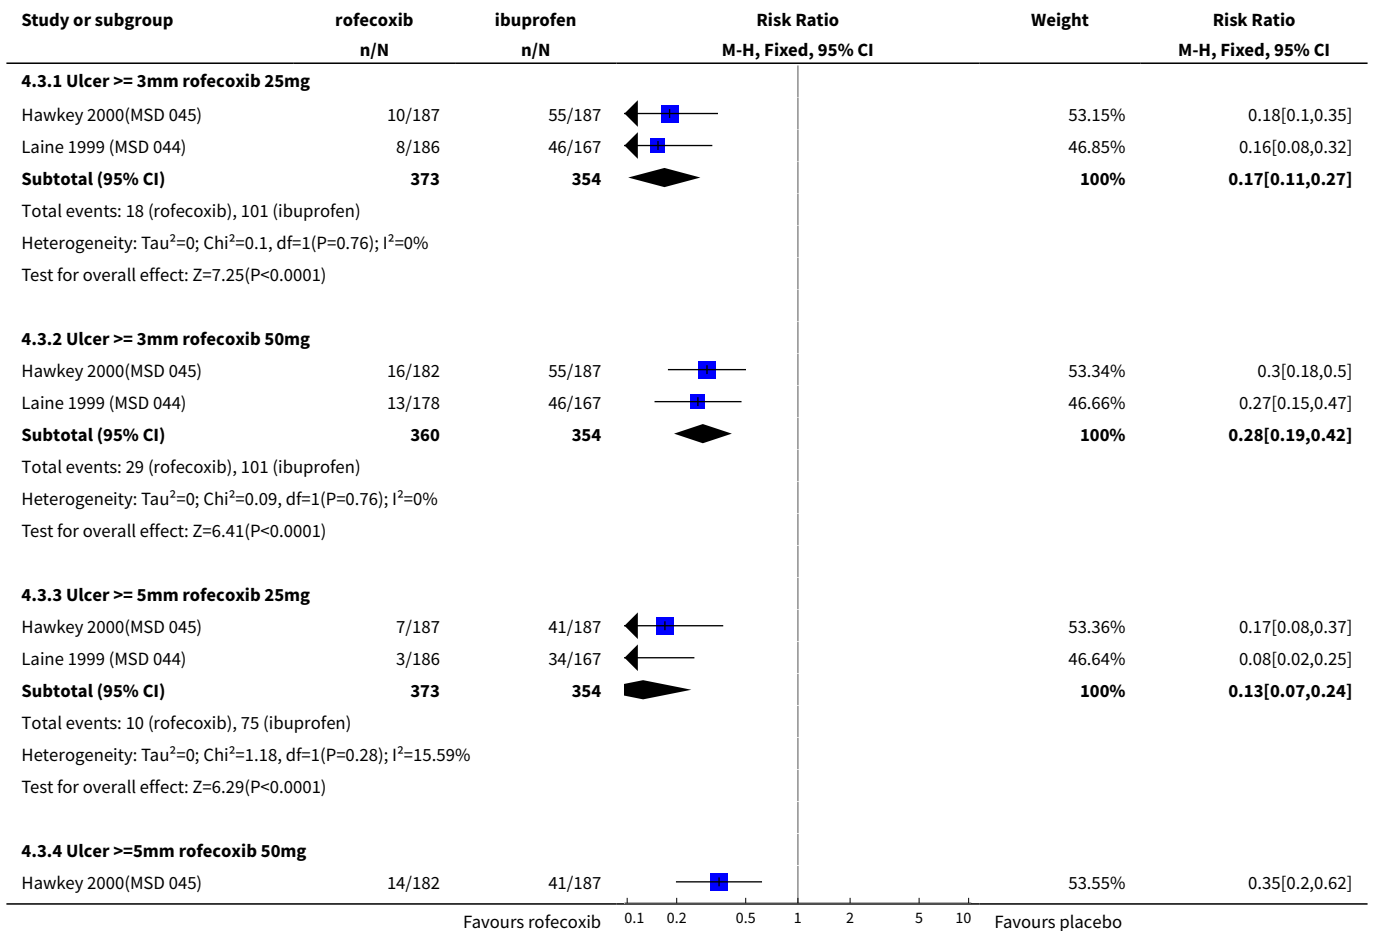 Study or subgroup rofecoxib ibuprofen Risk Ratio Weight Risk Ratio
n/N n/N M-H, Fixed, 95% CI M-H, Fixed, 95% CI
4.3.1 Ulcer >= 3mm rofecoxib 25mg
Hawkey 2000(MSD 045) 10/187 55/187 53.15% 0.18[0.1,0.35]
Laine 1999 (MSD 044) 8/186 46/167 46.85% 0.16[0.08,0.32]
Subtotal (95% CI) 373 354 100% 0.17[0.11,0.27]
Total events: 18 (rofecoxib), 101 (ibuprofen)
Heterogeneity: Tau²=0; Chi²=0.1, df=1(P=0.76); I²=0%
Test for overall effect: Z=7.25(P<0.0001)
4.3.2 Ulcer >= 3mm rofecoxib 50mg
Hawkey 2000(MSD 045) 16/182 55/187 53.34% 0.3[0.18,0.5]
Laine 1999 (MSD 044) 13/178 46/167 46.66% 0.27[0.15,0.47]
Subtotal (95% CI) 360 354 100% 0.28[0.19,0.42]
Total events: 29 (rofecoxib), 101 (ibuprofen)
Heterogeneity: Tau²=0; Chi²=0.09, df=1(P=0.76); I²=0%
Test for overall effect: Z=6.41(P<0.0001)
4.3.3 Ulcer >= 5mm rofecoxib 25mg
Hawkey 2000(MSD 045) 7/187 41/187 53.36% 0.17[0.08,0.37]
Laine 1999 (MSD 044) 3/186 34/167 46.64% 0.08[0.02,0.25]
Subtotal (95% CI) 373 354 100% 0.13[0.07,0.24]
Total events: 10 (rofecoxib), 75 (ibuprofen)
Heterogeneity: Tau²=0; Chi²=1.18, df=1(P=0.28); I²=15.59%
Test for overall effect: Z=6.29(P<0.0001)
4.3.4 Ulcer >=5mm rofecoxib 50mg
Hawkey 2000(MSD 045) 14/182 41/187 53.55% 0.35[0.2,0.62]
Favours rofecoxib 0.1 0.2 0.5 1 2 5 10 Favours placebo